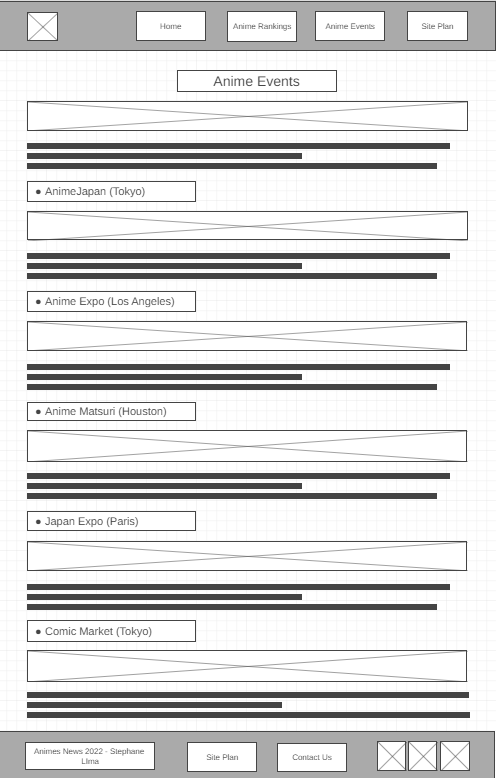 Home
Anime Rankings
Anime Events
Site Plan
Anime Events
● AnimeJapan (Tokyo)
● Anime Expo (Los Angeles)
● Anime Matsuri (Houston)
● Japan Expo (Paris)
● Comic Market (Tokyo)
Animes News 2022 - Stephane
LIma
Site Plan
Contact Us